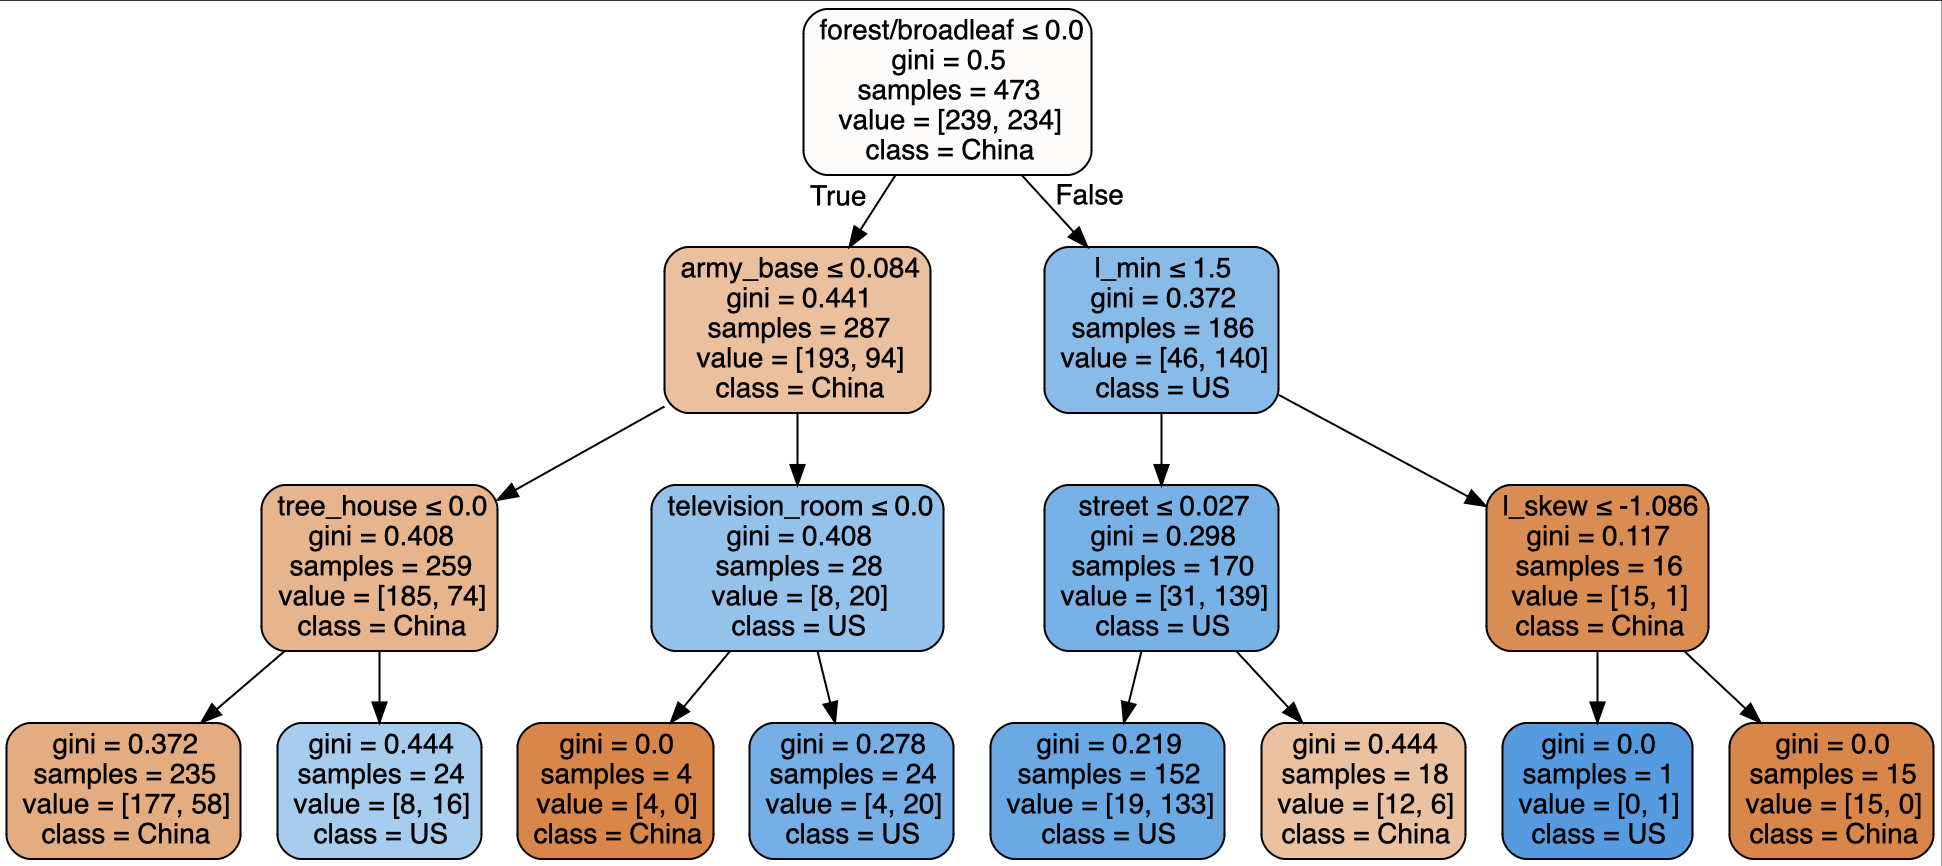 forest/broadleaf ≤ 0.0
gini = 0.5
samples = 473
value = [239, 234]
class = China
True
False
army_base ≤ 0.084
gini = 0.441
samples = 287
value = [193, 94]
class = China
l_min ≤ 1.5
gini = 0.372
samples = 186
value = [46, 140]
class = US
tree_house ≤ 0.0
gini = 0.408
samples = 259
value = [185, 74]
class = China
television_room ≤ 0.0
gini = 0.408
samples = 28
value = [8, 20]
class = US
street ≤ 0.027
gini = 0.298
samples = 170
value = [31, 139]
class = US
l_skew ≤ -1.086
gini = 0.117
samples = 16
value = [15, 1]
class = China
gini = 0.372
samples = 235
value = [177, 58]
class = China
gini = 0.444
samples = 24
value = [8, 16]
class = US
gini = 0.0
samples = 4
value = [4, 0]
class = China
gini = 0.278
samples = 24
value = [4, 20]
class = US
gini = 0.219
samples = 152
value = [19, 133]
class = US
gini = 0.444
samples = 18
value = [12, 6]
class = China
gini = 0.0
samples = 1
value = [0, 1]
class = US
gini = 0.0
samples = 15
value = [15, 0]
class = China